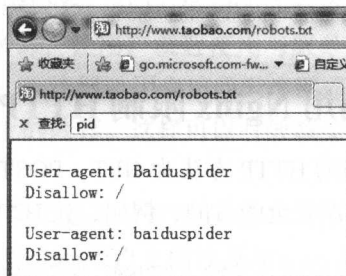 http://www.taobao.com/robots.txt
收藏夹 go.microsoft.com-fw... 自定义
http://www.taobao.com/robots.txt
x 查找: pid
User-agent: Baiduspider
Disallow: /
User-agent: baiduspider
Disallow: /